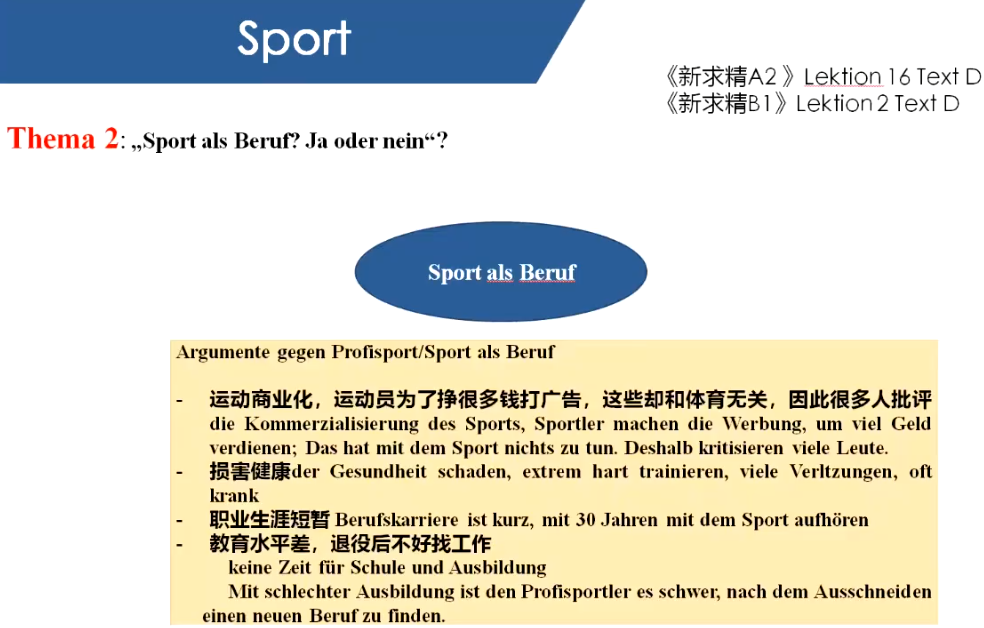 Sport
《新求精A2 》Lektion 16 Text D
《新求精B1》Lektion 2 Text D
Thema 2: „Sport als Beruf? Ja oder nein“?
Sport als Beruf
Argumente gegen Profisport/Sport als Beruf
- 运动商业化，运动员为了挣很多钱打广告，这些却和体育无关，因此很多人批评
die Kommerzialisierung des Sports, Sportler machen die Werbung, um viel Geld
verdienen; Das hat mit dem Sport nichts zu tun. Deshalb kritisieren viele Leute.
- 损害健康der Gesundheit schaden, extrem hart trainieren, viele Verltzungen, oft
krank
- 职业生涯短暂 Berufskarriere ist kurz, mit 30 Jahren mit dem Sport aufhören
- 教育水平差，退役后不好找工作
keine Zeit für Schule und Ausbildung
Mit schlechter Ausbildung ist den Profisportler es schwer, nach dem Ausschneiden
einen neuen Beruf zu finden.